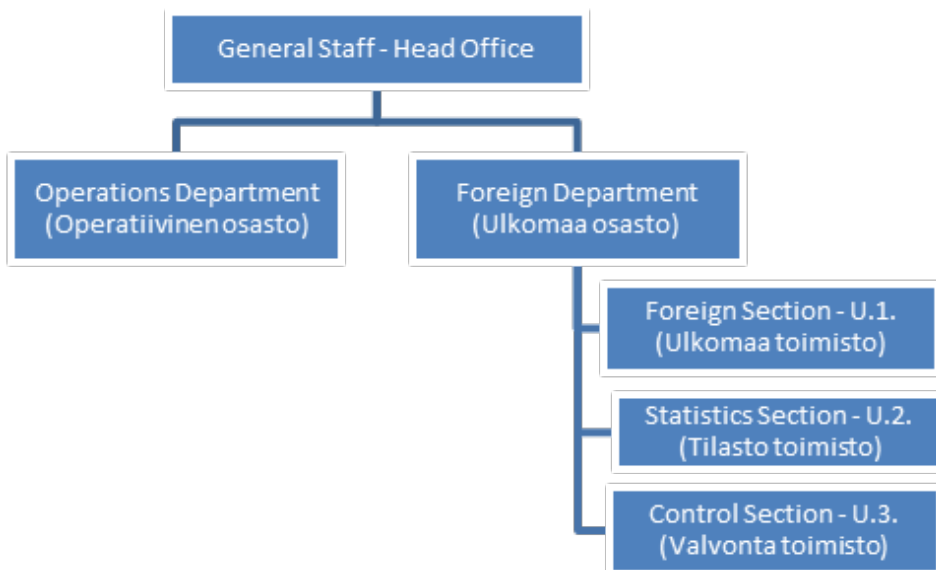 General Staff - Head Office
Operations Department
(Operatiivinen osasto)
Foreign Department
(Ulkomaa osasto)
Foreign Section - U.1.
(Ulkomaa toimisto)
Statistics Section - U.2.
(Tilasto toimisto)
Control Section - U.3.
(Valvonta toimisto)